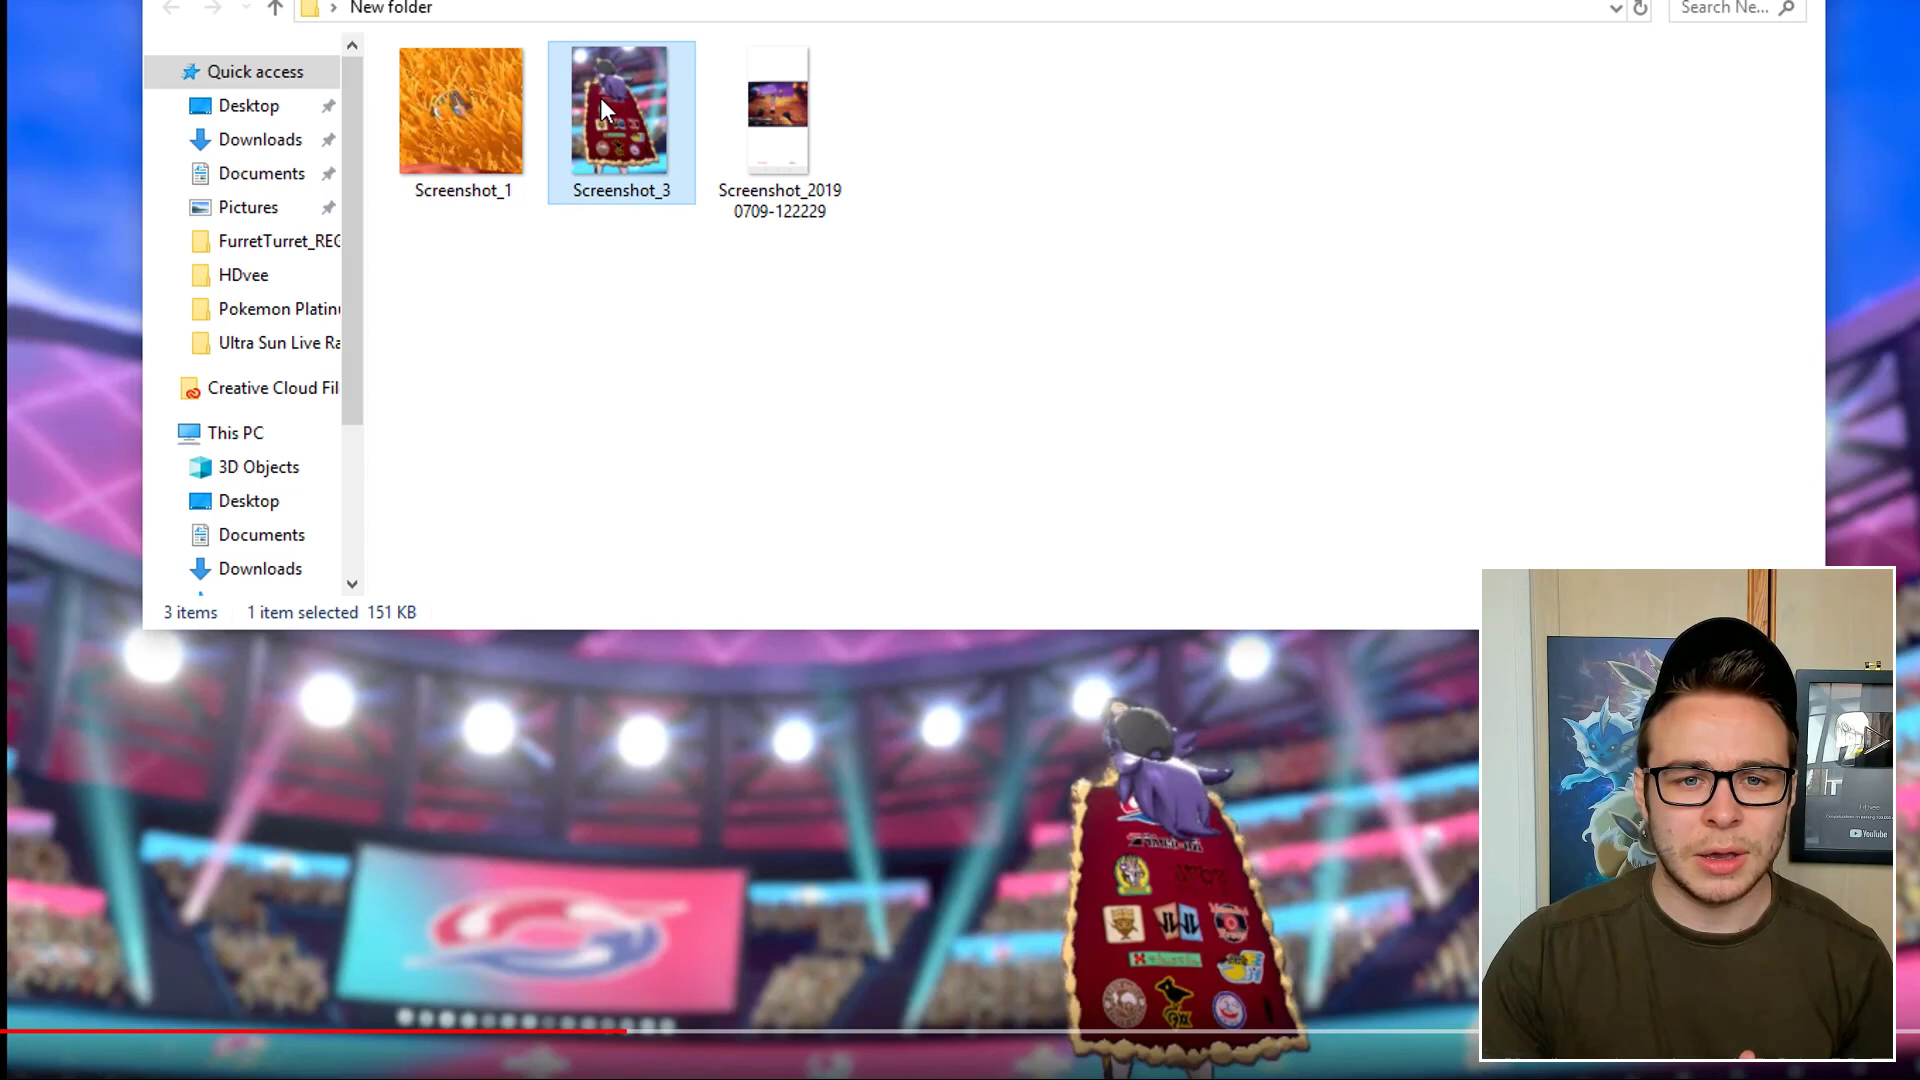 New folder
Search Ne...
Quick access
Desktop
Downloads
Documents
Pictures
FurretTurret_REC
HDvee
Pokemon Platin
Ultra Sun Live Ra
Creative Cloud Fil
This PC
3D Objects
Desktop
Documents
Downloads
Screenshot_1
Screenshot_3
Screenshot_2019
0709-122229
3 items
1 item selected 151 KB
YouTube